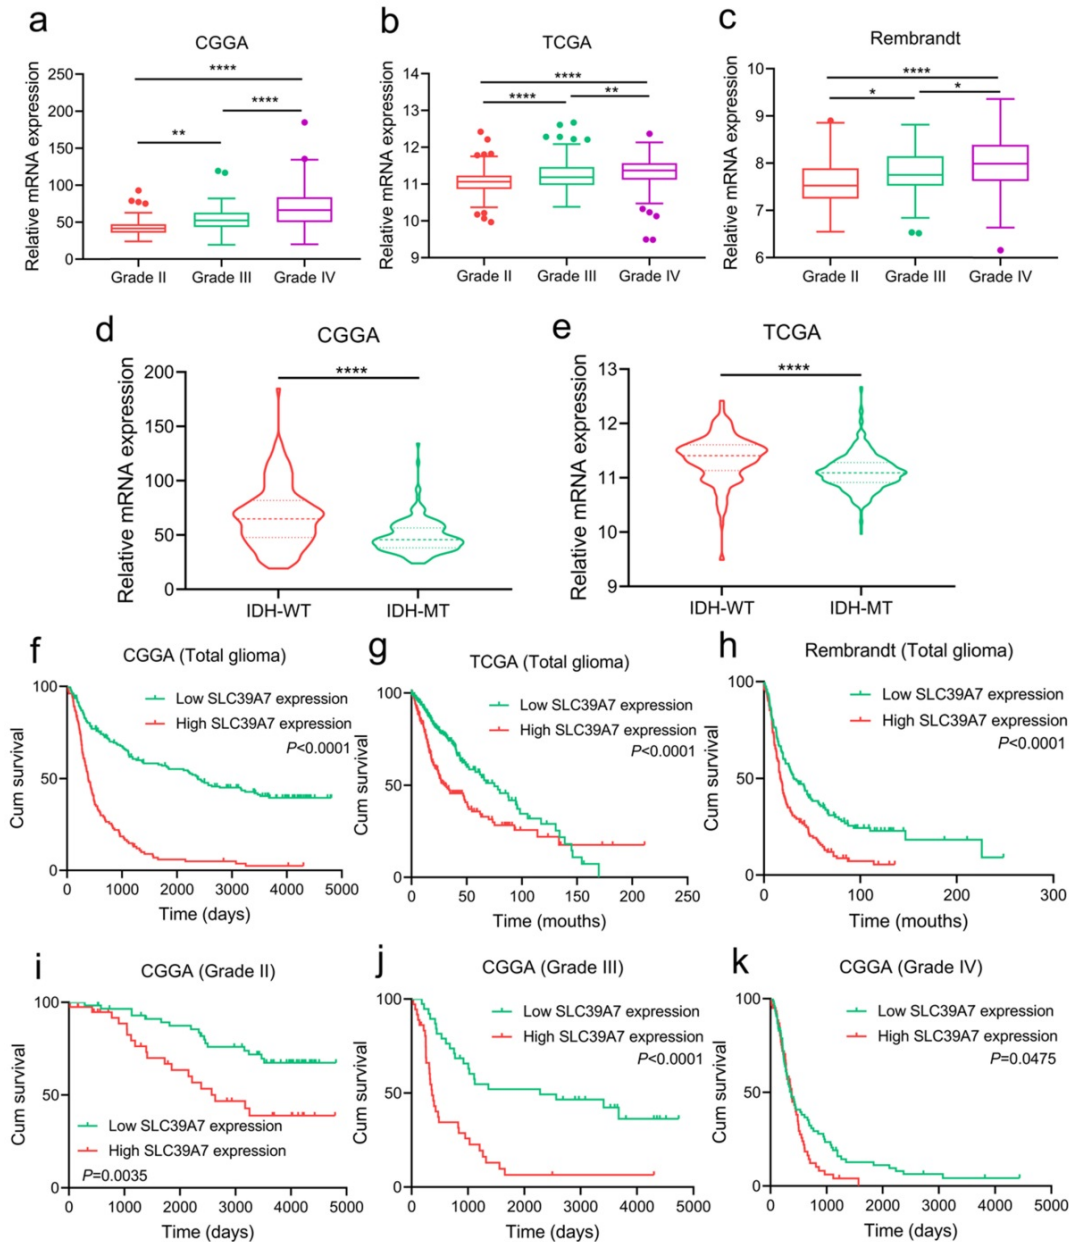 a
CGGA
Relative mRNA expression
250
200
150
100
50
0
****
****
**
Grade II
Grade III
Grade IV
b
TCGA
Relative mRNA expression
14
13
12
11
10
9
****
****
**
Grade II
Grade III
Grade IV
c
Rembrandt
Relative mRNA expression
10
9
8
7
6
****
*
*
Grade II
Grade III
Grade IV
d
CGGA
Relative mRNA expression
200
150
100
50
0
****
IDH-WT
IDH-MT
e
TCGA
Relative mRNA expression
13
12
11
10
9
****
IDH-WT
IDH-MT
f
CGGA (Total glioma)
Low SLC39A7 expression
High SLC39A7 expression
P<0.0001
Cum survival
100
50
0
0 1000 2000 3000 4000 5000
Time (days)
g
TCGA (Total glioma)
Low SLC39A7 expression
High SLC39A7 expression
P<0.0001
Cum survival
100
50
0
0 50 100 150 200 250
Time (mouths)
h
Rembrandt (Total glioma)
Low SLC39A7 expression
High SLC39A7 expression
P<0.0001
Cum survival
100
50
0
0 100 200 300
Time (mouths)
i
CGGA (Grade II)
Cum survival
100
50
0
Low SLC39A7 expression
High SLC39A7 expression
P=0.0035
0 1000 2000 3000 4000 5000
Time (days)
j
CGGA (Grade III)
Low SLC39A7 expression
High SLC39A7 expression
P<0.0001
Cum survival
100
50
0
0 1000 2000 3000 4000 5000
Time (days)
k
CGGA (Grade IV)
Low SLC39A7 expression
High SLC39A7 expression
P=0.0475
Cum survival
100
50
0
0 1000 2000 3000 4000 5000
Time (days)